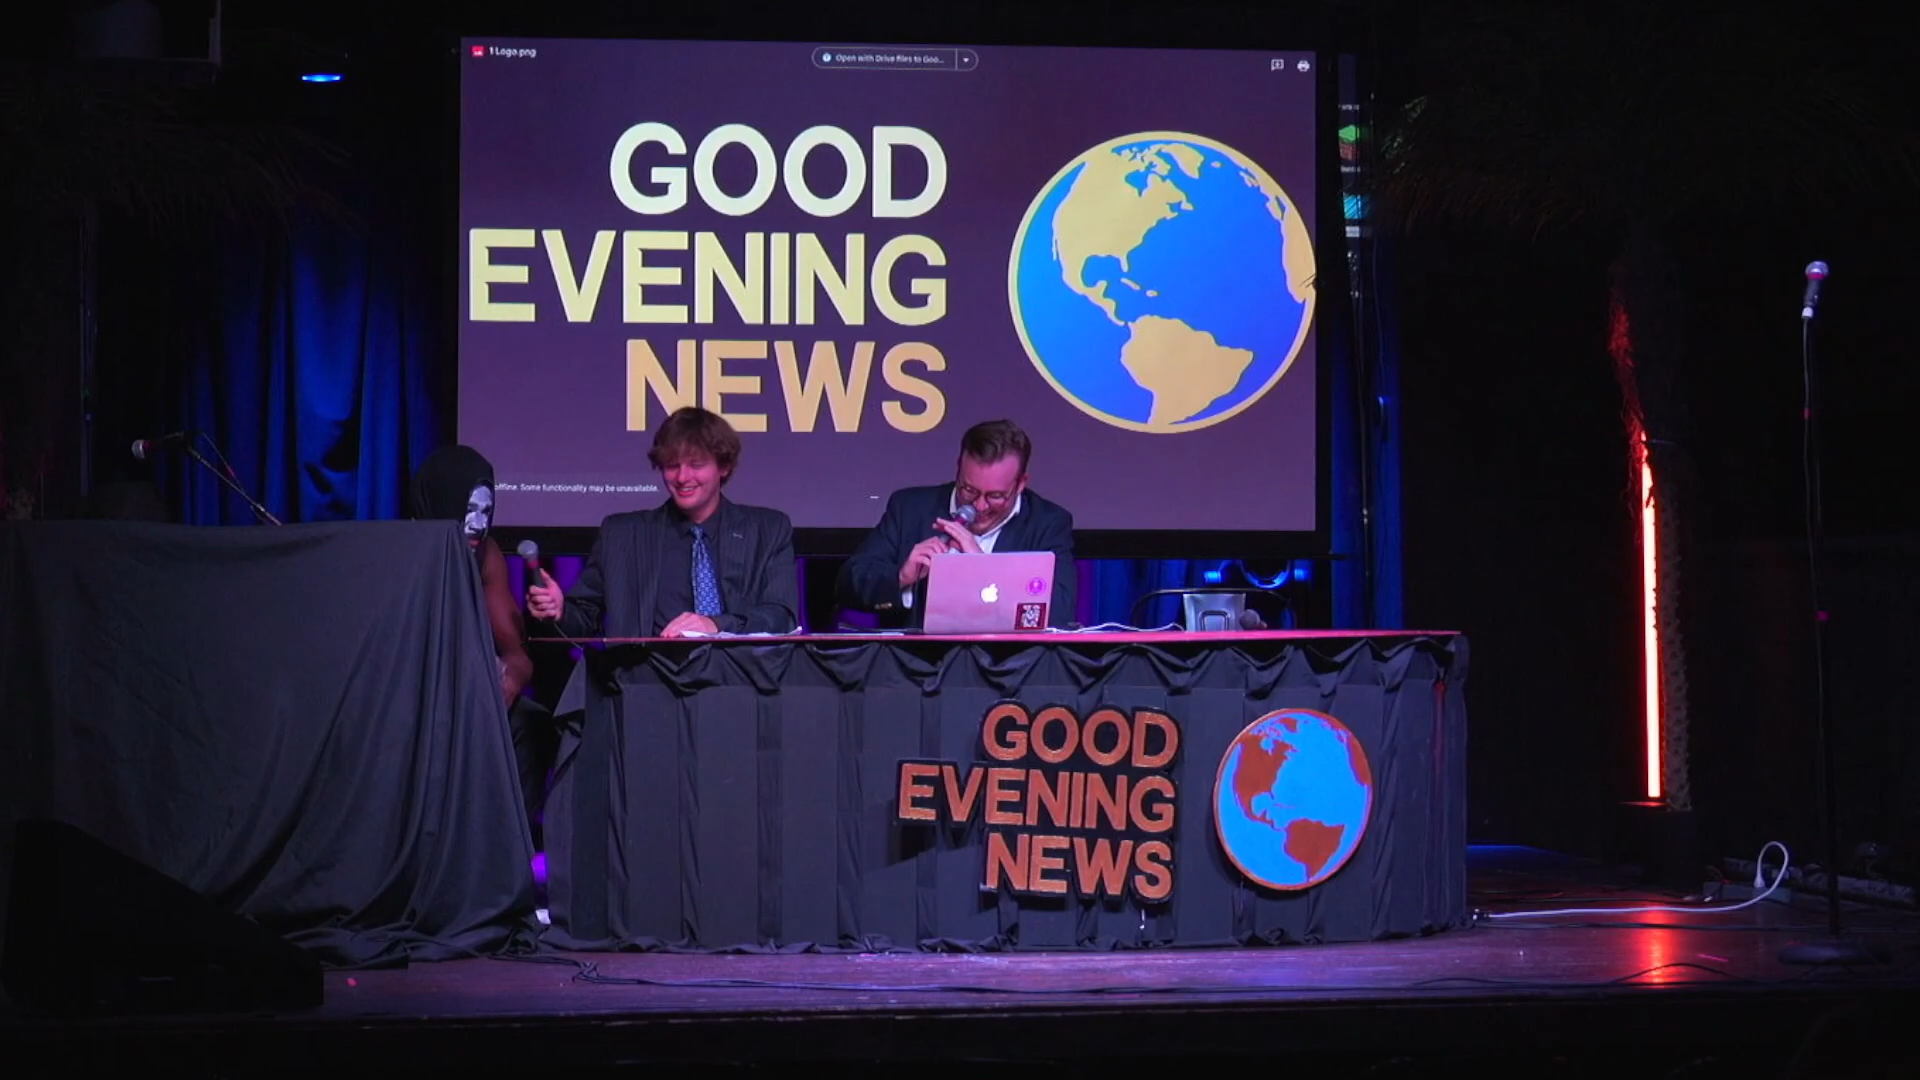 1 Logo.png
Open with Drive files to Goo...
GOOD
EVENING
NEWS
offline. Some functionality may be unavailable.
GOOD
EVENING
NEWS